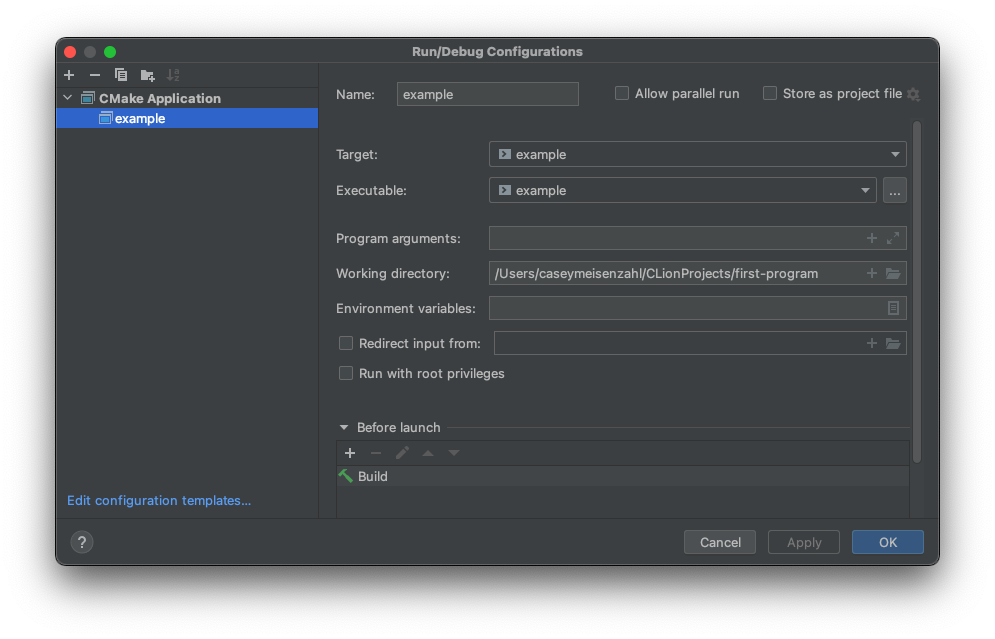 Run/Debug Configurations
CMake Application
example
Name: example Allow parallel run Store as project file
Target: example
Executable: example ...
Program arguments:
Working directory: /Users/caseymeisenzahl/CLionProjects/first-program
Environment variables:
Redirect input from:
Run with root privileges
Before launch
Build
Edit configuration templates...
? Cancel Apply OK